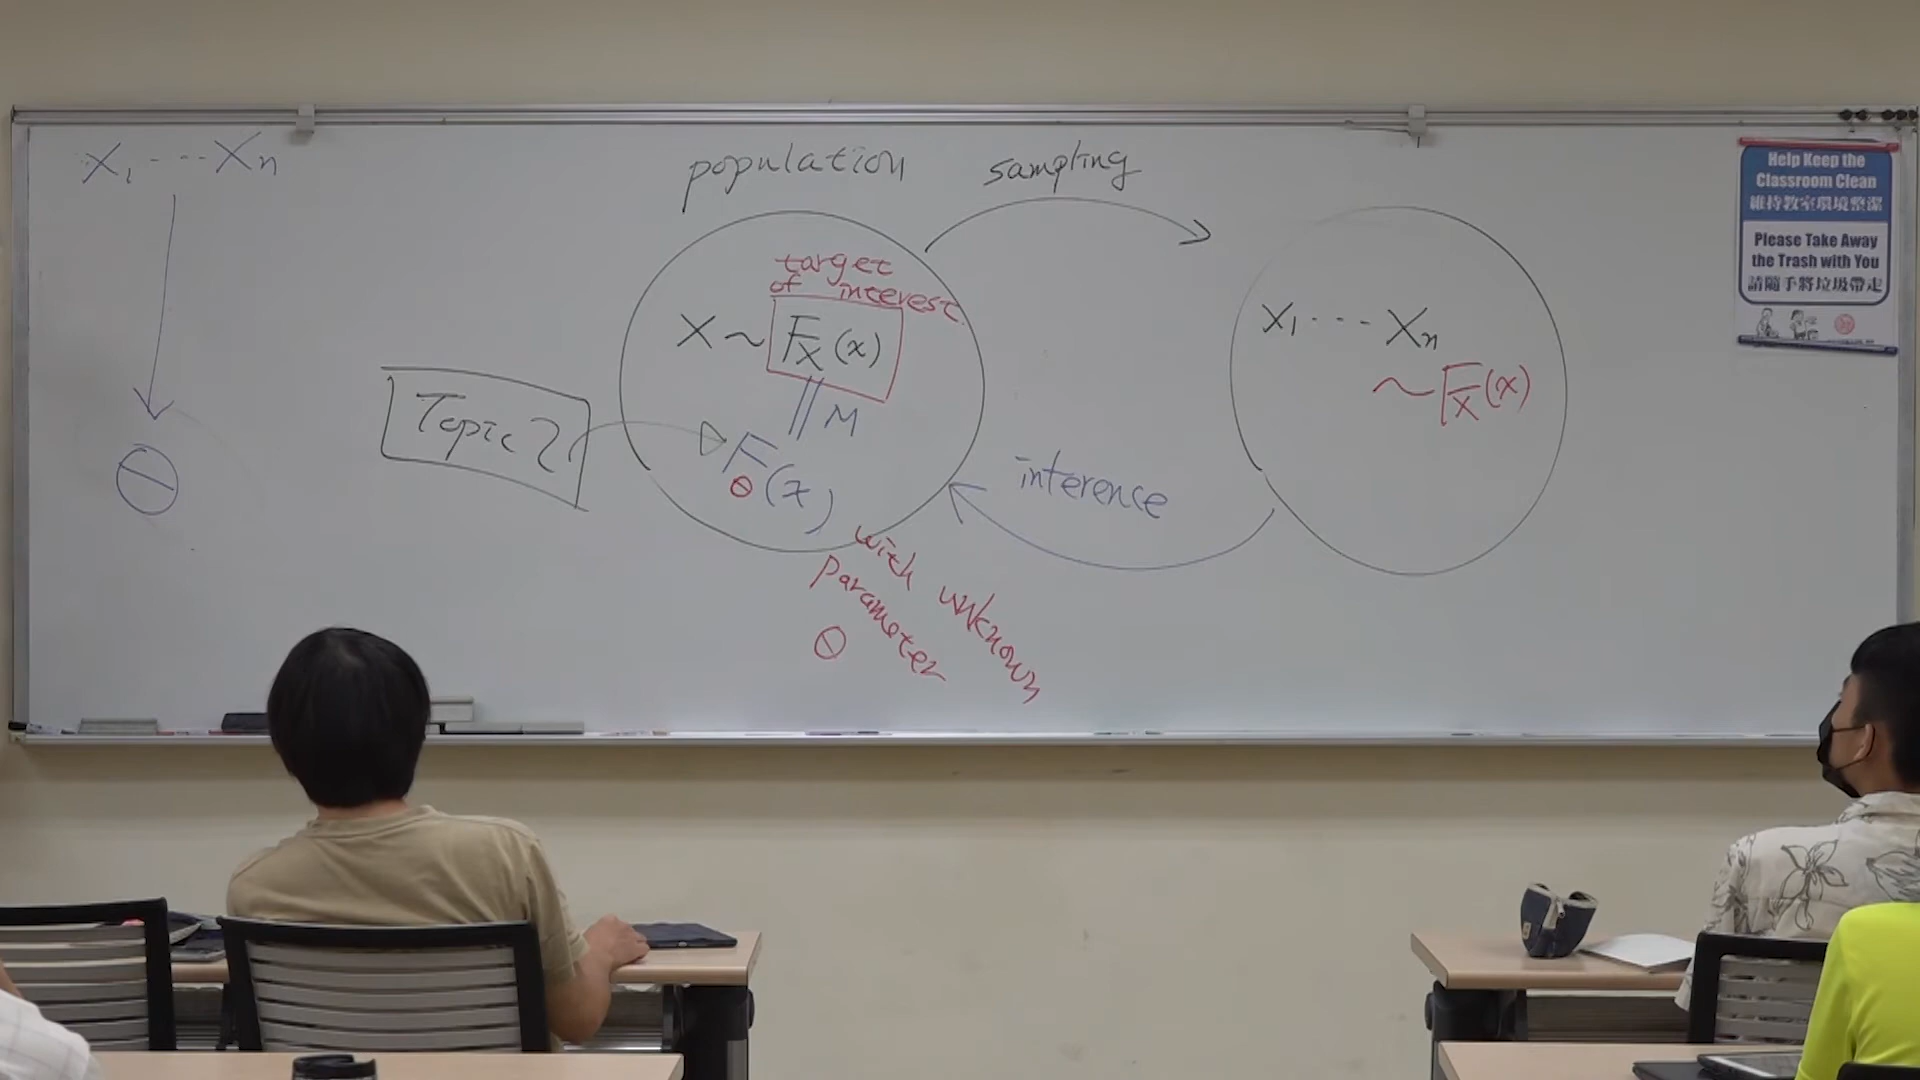 X₁ ⋯ Xₙ
θ
population
sampling
target
of interest
X ~ F_X(x)
M
Topic 2
F_θ(x)
with unknown
parameter
θ
inference
X₁ ⋯ Xₙ
~ F_X(x)
Help Keep the
Classroom Clean
維持教室環境整潔
Please Take Away
the Trash with You
請隨手將垃圾帶走